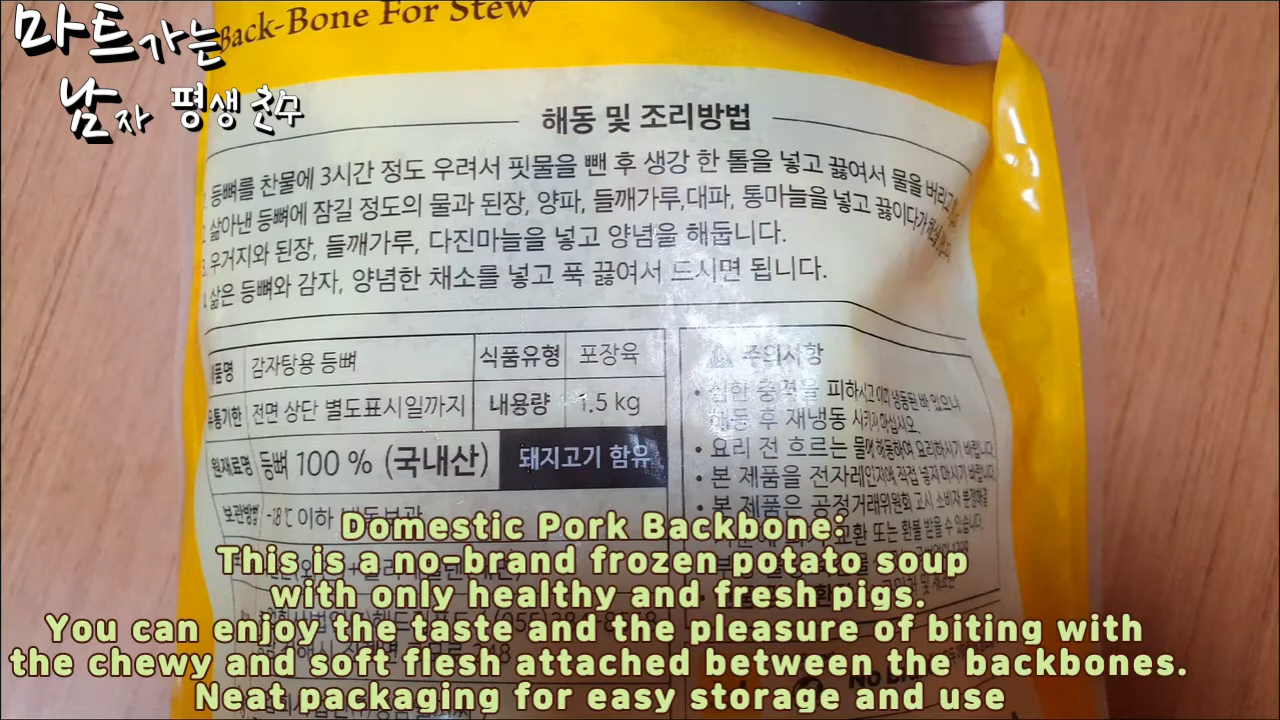 마트가는
남자 평생 친구
Back-Bone For Stew
해동 및 조리방법
등뼈를 찬물에 3시간 정도 우려서 핏물을 뺀 후 생강 한 톨을 넣고 끓여서 물을 버리고
삶아낸 등뼈에 잠길 정도의 물과 된장, 양파, 들깨가루,대파, 통마늘을 넣고 끓이다가
3. 우거지와 된장, 들깨가루, 다진마늘을 넣고 양념을 해둡니다.
삶은 등뼈와 감자, 양념한 채소를 넣고 푹 끓여서 드시면 됩니다.
제품명 감자탕용 등뼈 식품유형 포장육
유통기한 전면 상단 별도표시일까지 내용량 1.5 kg
원재료명 등뼈 100 % (국내산) 돼지고기 함유
보관방법 -18℃ 이하 냉동보관
주의사항
• 심한 충격을 피하시고 이미 냉동된 바 있으니
해동 후 재냉동 시키지 마십시오.
• 요리 전 흐르는 물에 해동하여 요리하시기 바랍니다.
• 본 제품을 전자레인지에 직접 넣지 마시기 바랍니다.
• 본 제품은 공정거래위원회 고시 소비자 분쟁해결
교환 또는 환불 받을 수 있습니다.
Domestic Pork Backbone:
This is a no-brand frozen potato soup
with only healthy and fresh pigs.
You can enjoy the taste and the pleasure of biting with
the chewy and soft flesh attached between the backbones.
Neat packaging for easy storage and use